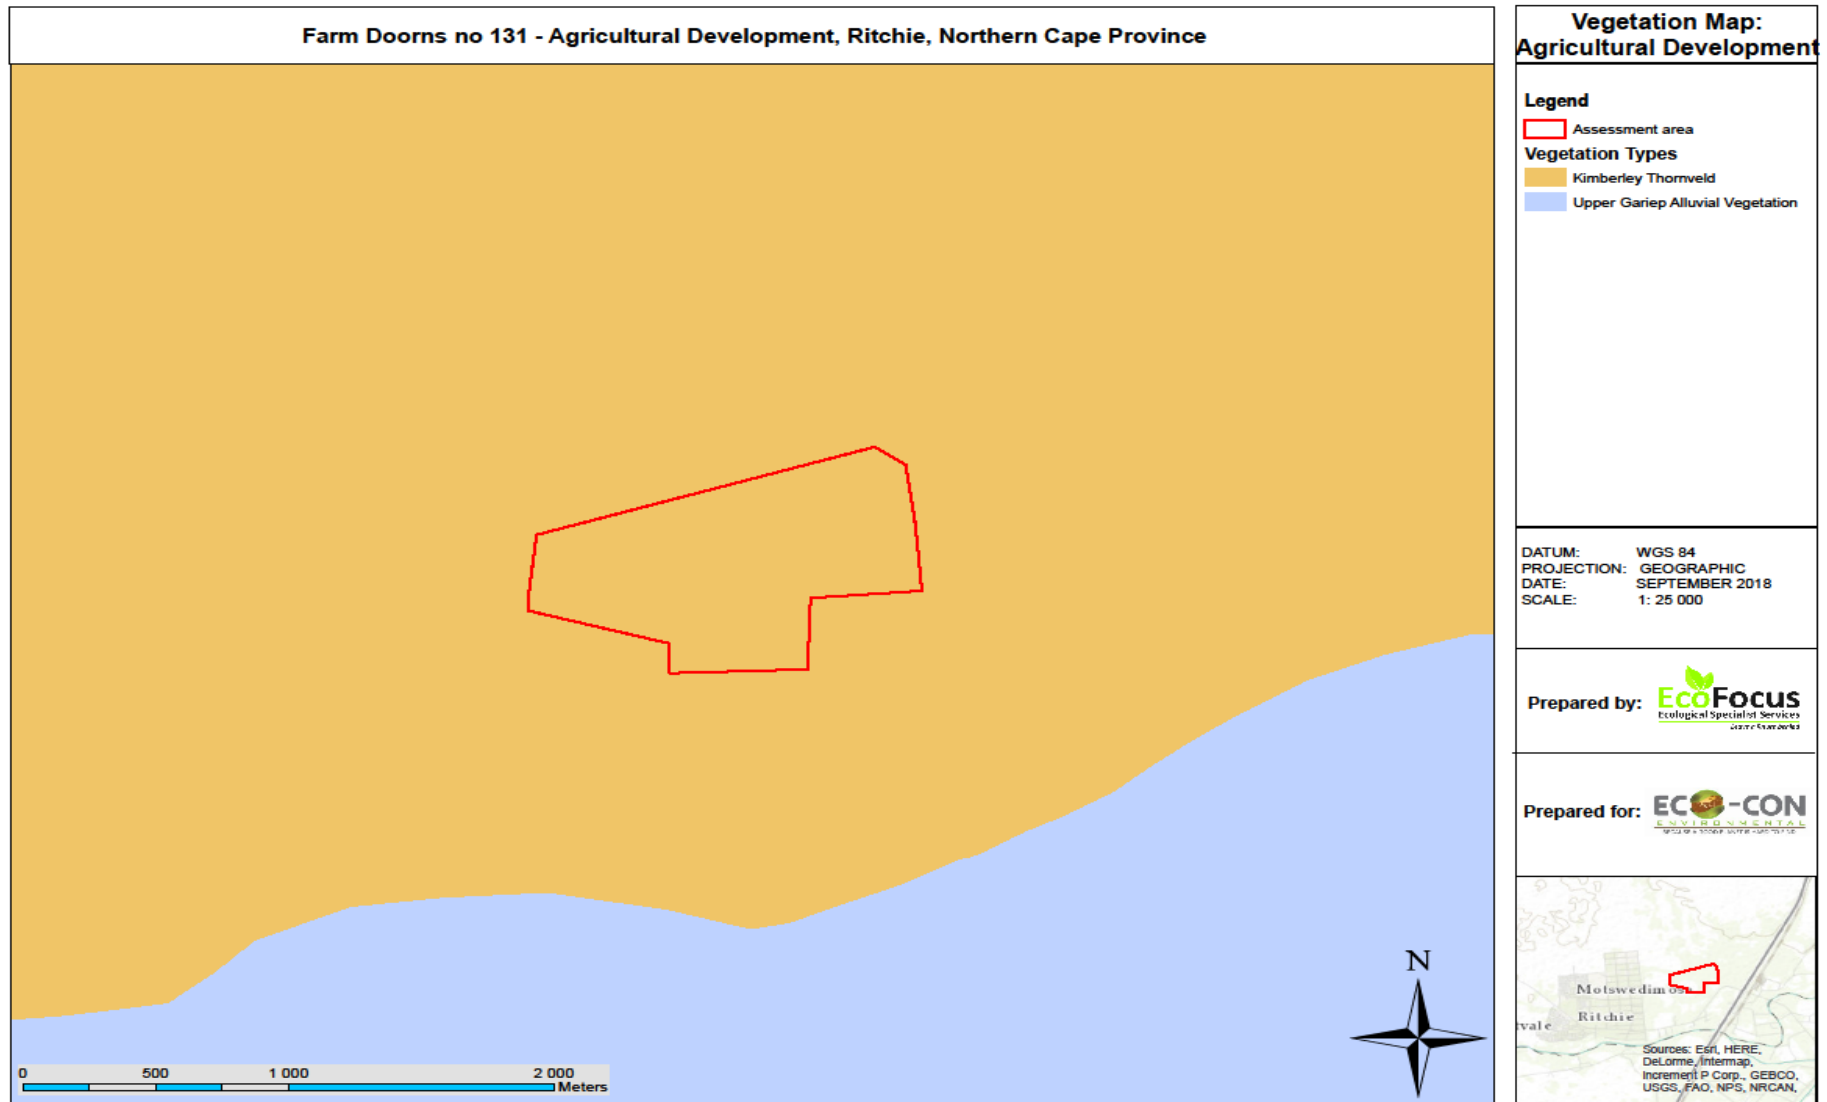 Farm Doorns no 131 - Agricultural Development, Ritchie, Northern Cape Province
Vegetation Map:
Agricultural Development
Legend
Assessment area
Vegetation Types
Kimberley Thornveld
Upper Gariep Alluvial Vegetation
DATUM: WGS 84
PROJECTION: GEOGRAPHIC
DATE: SEPTEMBER 2018
SCALE: 1: 25 000
Prepared by: EcoFocus
Ecological Specialist Services
Prepared for: ECO-CON
ENVIRONMENTAL
N
0 500 1 000 2 000
Meters
Ritchie
Sources: Esri, HERE,
DeLorme, Intermap,
Increment P Corp., GEBCO,
USGS, FAO, NPS, NRCAN,